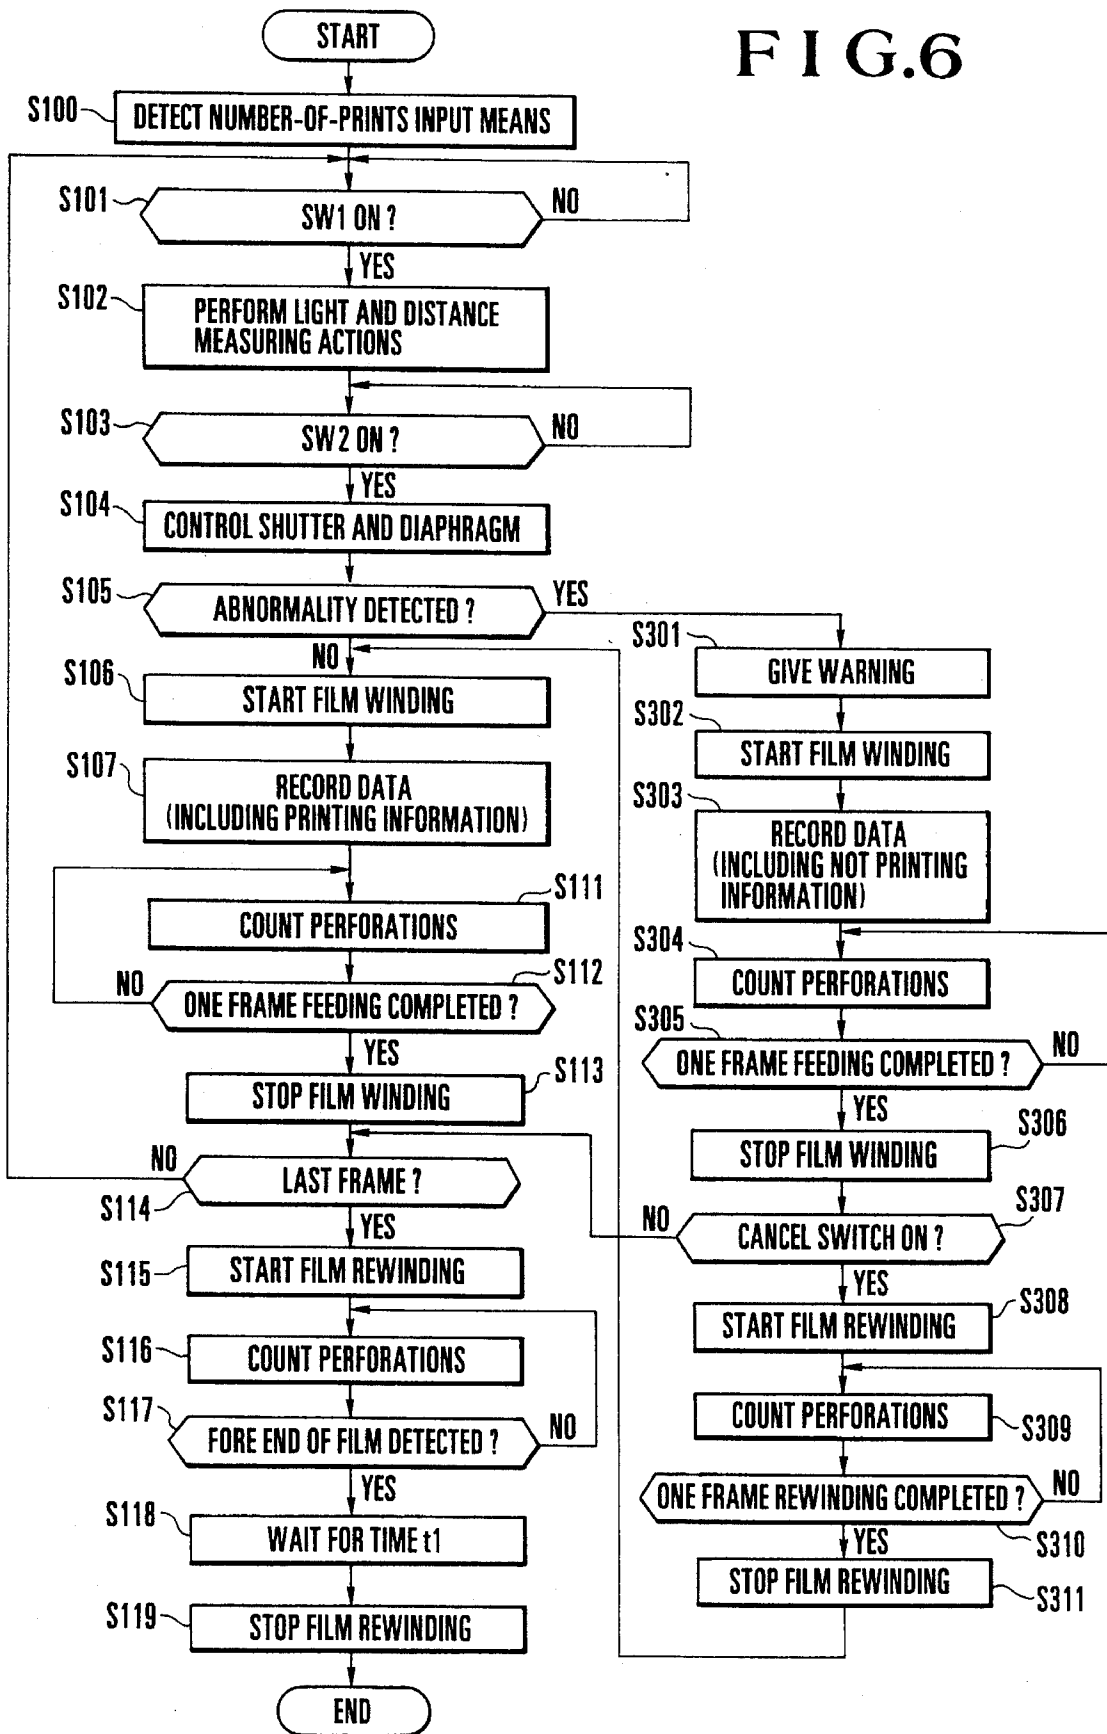 FIG.6
START
S100
DETECT NUMBER-OF-PRINTS INPUT MEANS
S101
SW1 ON ?
NO
YES
S102
PERFORM LIGHT AND DISTANCE
MEASURING ACTIONS
S103
SW2 ON ?
NO
YES
S104
CONTROL SHUTTER AND DIAPHRAGM
S105
ABNORMALITY DETECTED ?
YES
NO
S106
START FILM WINDING
S107
RECORD DATA
(INCLUDING PRINTING INFORMATION)
S111
COUNT PERFORATIONS
S112
ONE FRAME FEEDING COMPLETED ?
NO
YES
S113
STOP FILM WINDING
NO
LAST FRAME ?
S114
YES
S115
START FILM REWINDING
S116
COUNT PERFORATIONS
S117
FORE END OF FILM DETECTED ?
NO
YES
S118
WAIT FOR TIME t1
S119
STOP FILM REWINDING
END
S301
GIVE WARNING
S302
START FILM WINDING
S303
RECORD DATA
(INCLUDING NOT PRINTING
INFORMATION)
S304
COUNT PERFORATIONS
S305
ONE FRAME FEEDING COMPLETED ?
NO
YES
S306
STOP FILM WINDING
S307
NO
CANCEL SWITCH ON ?
YES
S308
START FILM REWINDING
COUNT PERFORATIONS
S309
ONE FRAME REWINDING COMPLETED ?
NO
S310
YES
STOP FILM REWINDING
S311